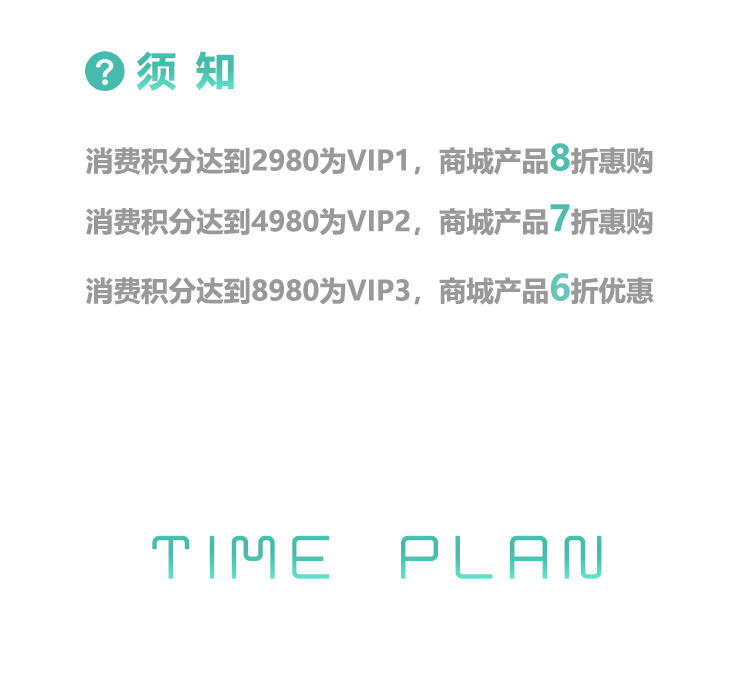 ? 须 知
消费积分达到2980为VIP1，商城产品8折惠购
消费积分达到4980为VIP2，商城产品7折惠购
消费积分达到8980为VIP3，商城产品6折优惠
TIME PLAN